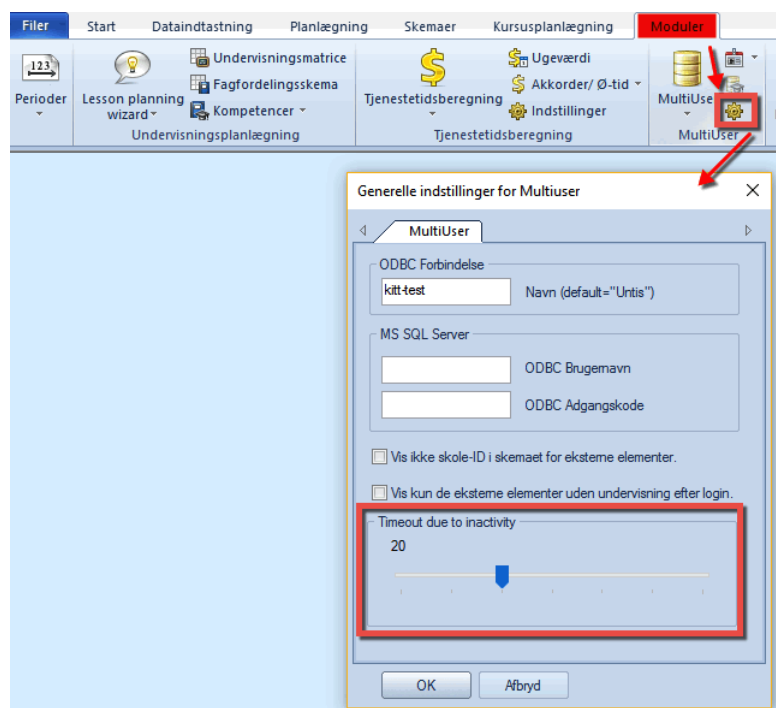 Filer Start Dataindtastning Planlægning Skemaer Kursusplanlægning Moduler
123 Undervisningsmatrice $ Ugeværdi
Fagfordelingsskema $ Akkorder/ Ø-tid
Perioder Lesson planning wizard Kompetencer Tjenestetidsberegning Indstillinger MultiUse
Undervisningsplanlægning Tjenestetidsberegning MultiUser
Generelle indstillinger for Multiuser
MultiUser
ODBC Forbindelse
kitt-test Navn (default="Untis")
MS SQL Server
ODBC Brugernavn
ODBC Adgangskode
Vis ikke skole-ID i skemaet for eksterne elementer.
Vis kun de eksterne elementer uden undervisning efter login.
Timeout due to inactivity
20
OK Afbryd